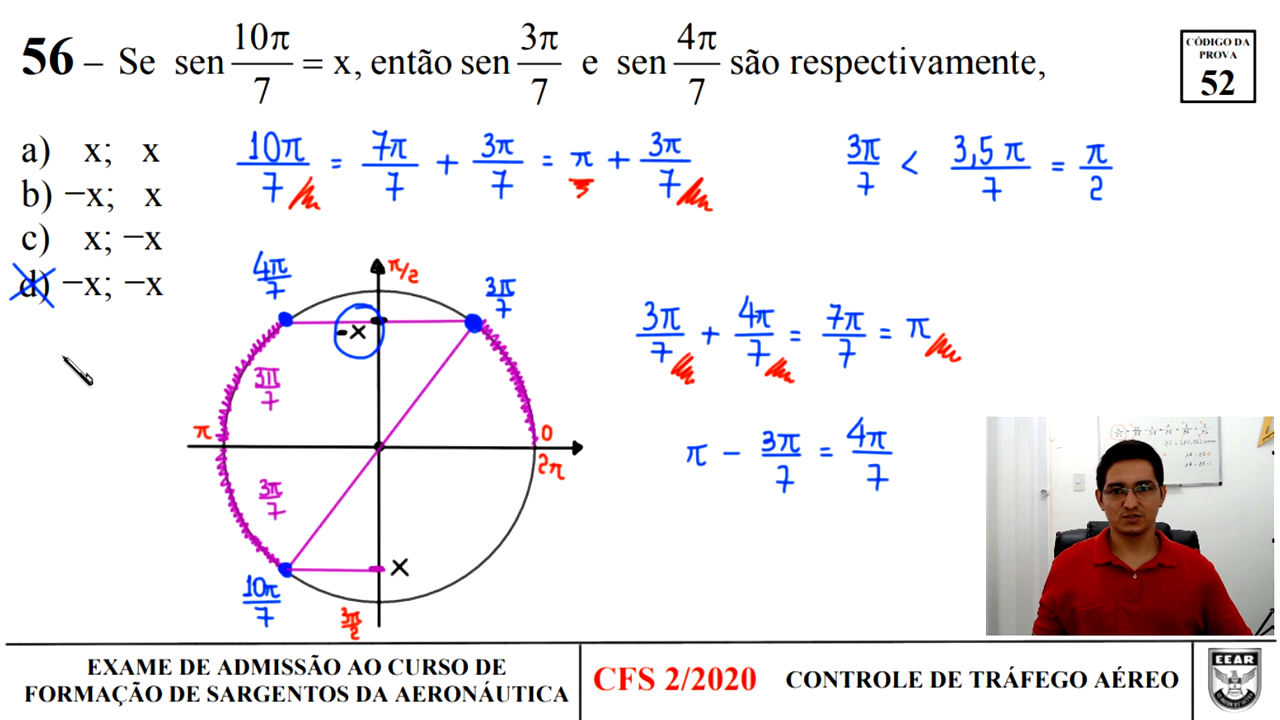 56 – Se sen 10π/7 = x, então sen 3π/7 e sen 4π/7 são respectivamente,
CÓDIGO DA
PROVA
52
a) x; x
b) −x; x
c) x; −x
d) −x; −x
10π/7 = 7π/7 + 3π/7 = π + 3π/7
3π/7 < 3,5π/7 = π/2
4π/7
π/2
3π/7
-x
3π/7
π
0
2π
3π/7
x
10π/7
3π/2
3π/7 + 4π/7 = 7π/7 = π
π − 3π/7 = 4π/7
EXAME DE ADMISSÃO AO CURSO DE
FORMAÇÃO DE SARGENTOS DA AERONÁUTICA
CFS 2/2020
CONTROLE DE TRÁFEGO AÉREO
EEAR